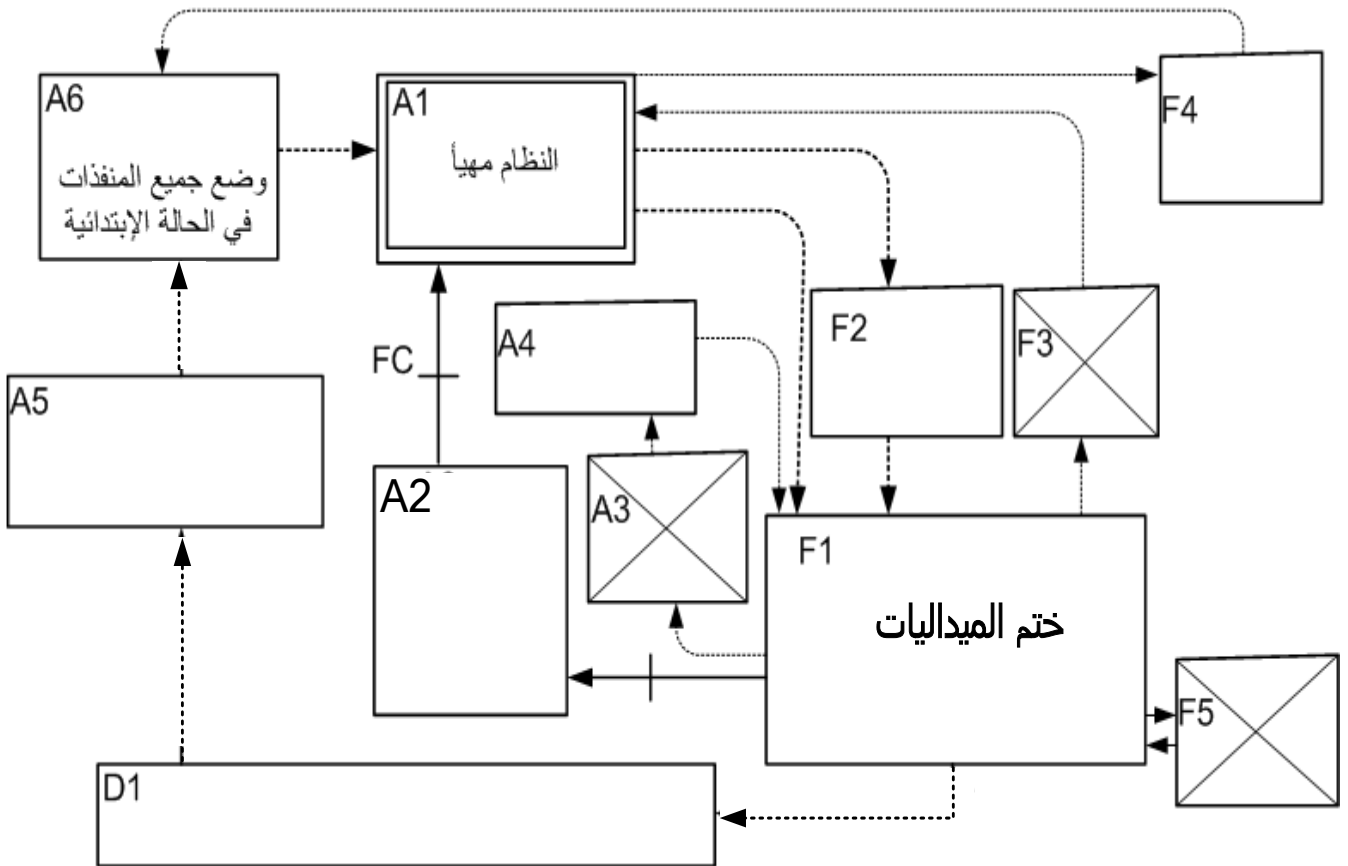 A6
وضع جميع المنفذات
في الحالة الإبتدائية
A1
النظام مهيأ
F4
A4
F2
F3
FC
A5
A2
A3
F1
ختم الميداليات
F5
D1